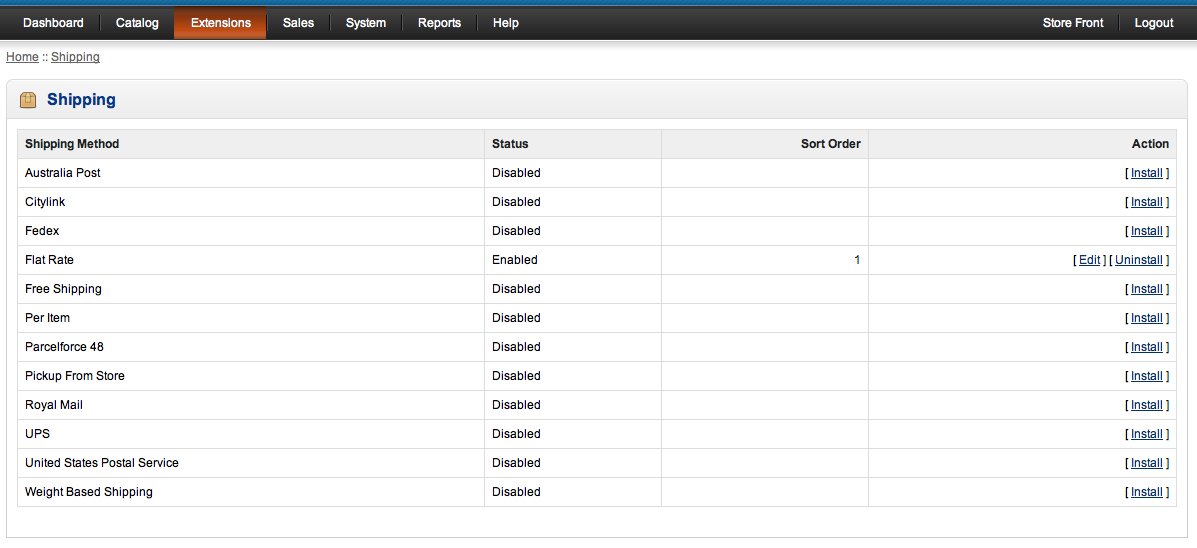 Dashboard Catalog Extensions Sales System Reports Help Store Front Logout
Home :: Shipping
Shipping
Shipping Method Status Sort Order Action
Australia Post Disabled [ Install ]
Citylink Disabled [ Install ]
Fedex Disabled [ Install ]
Flat Rate Enabled 1 [ Edit ] [ Uninstall ]
Free Shipping Disabled [ Install ]
Per Item Disabled [ Install ]
Parcelforce 48 Disabled [ Install ]
Pickup From Store Disabled [ Install ]
Royal Mail Disabled [ Install ]
UPS Disabled [ Install ]
United States Postal Service Disabled [ Install ]
Weight Based Shipping Disabled [ Install ]